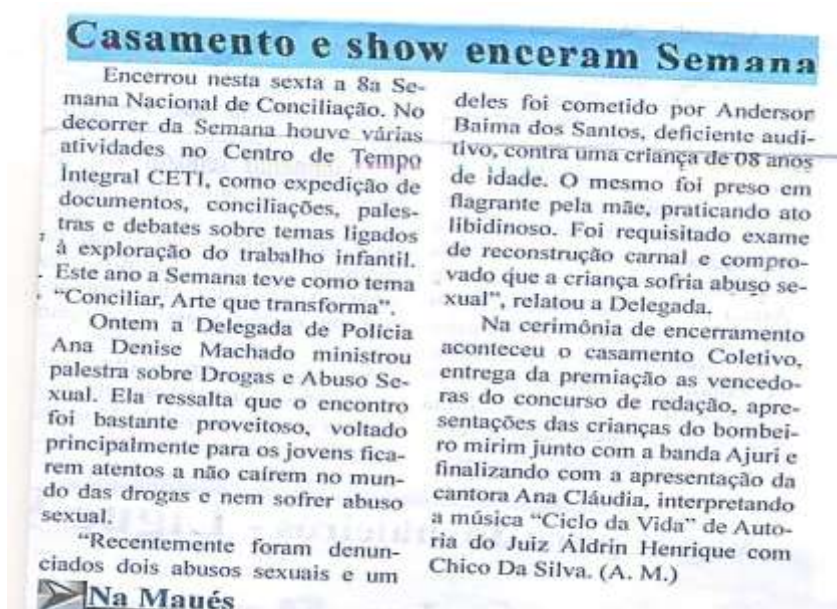 Casamento e show enceram Semana
Encerrou nesta sexta a 8a Se-
mana Nacional de Conciliação. No
decorrer da Semana houve várias
atividades no Centro de Tempo
Integral CETI, como expedição de
documentos, conciliações, pales-
tras e debates sobre temas ligados
à exploração do trabalho infantil.
Este ano a Semana teve como tema
“Conciliar, Arte que transforma”.
Ontem a Delegada de Polícia
Ana Denise Machado ministrou
palestra sobre Drogas e Abuso Se-
xual. Ela ressalta que o encontro
foi bastante proveitoso, voltado
principalmente para os jovens fica-
rem atentos a não caírem no mun-
do das drogas e nem sofrer abuso
sexual.
“Recentemente foram denun-
ciados dois abusos sexuais e um
deles foi cometido por Anderson
Baima dos Santos, deficiente audi-
tivo, contra uma criança de 08 anos
de idade. O mesmo foi preso em
flagrante pela mãe, praticando ato
libidinoso. Foi requisitado exame
de reconstrução carnal e compro-
vado que a criança sofria abuso se-
xual”, relatou a Delegada.
Na cerimônia de encerramento
aconteceu o casamento Coletivo,
entrega da premiação as vencedo-
ras do concurso de redação, apre-
sentações das crianças do bombei-
ro mirim junto com a banda Ajuri e
finalizando com a apresentação da
cantora Ana Cláudia, interpretando
a música “Ciclo da Vida” de Auto-
ria do Juiz Áldrin Henrique com
Chico Da Silva. (A. M.)
Na Maués